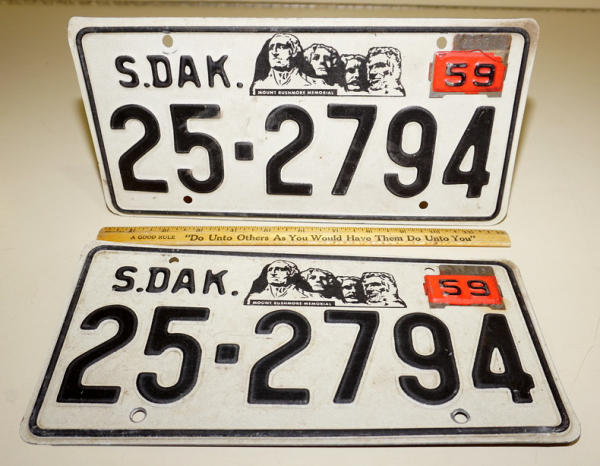 S.DAK. 59
MOUNT RUSHMORE MEMORIAL
25-2794
A GOOD RULE "Do Unto Others As You Would Have Them Do Unto You"
S.DAK. 59
MOUNT RUSHMORE MEMORIAL
25-2794